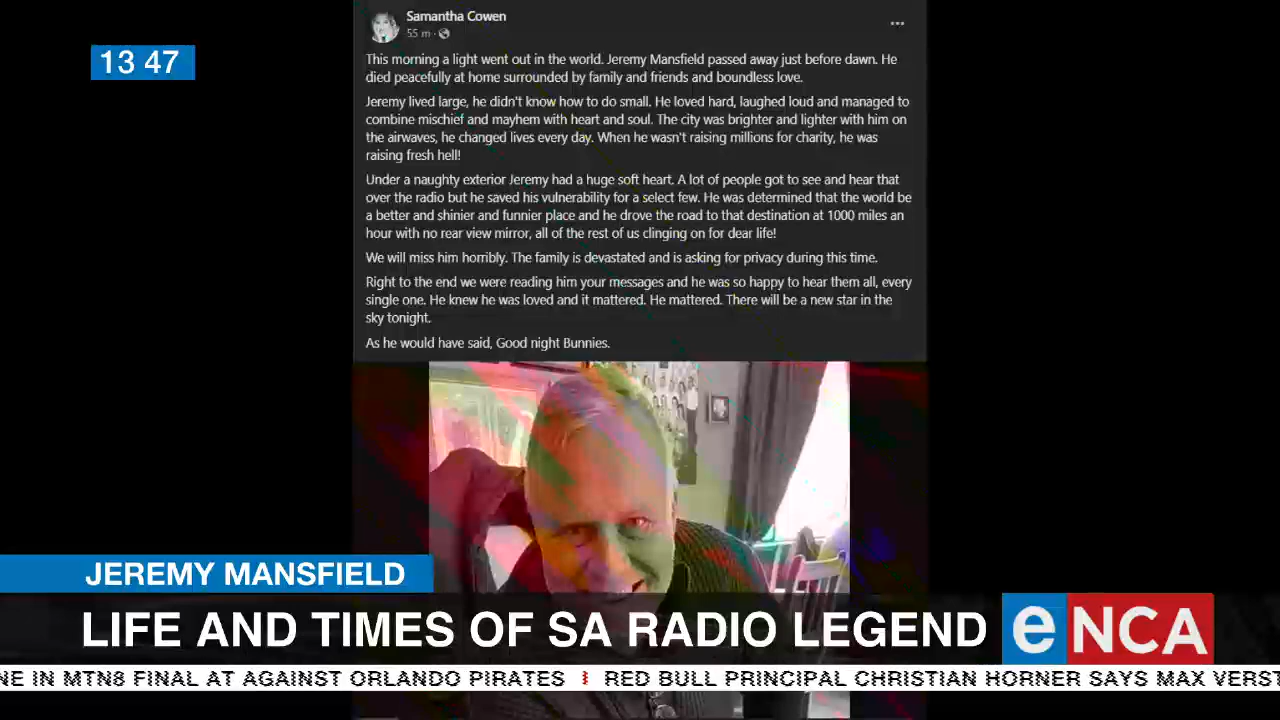 Samantha Cowen
55 m ·
13 47
This morning a light went out in the world. Jeremy Mansfield passed away just before dawn. He
died peacefully at home surrounded by family and friends and boundless love.
Jeremy lived large, he didn't know how to do small. He loved hard, laughed loud and managed to
combine mischief and mayhem with heart and soul. The city was brighter and lighter with him on
the airwaves, he changed lives every day. When he wasn't raising millions for charity, he was
raising fresh hell!
Under a naughty exterior Jeremy had a huge soft heart. A lot of people got to see and hear that
over the radio but he saved his vulnerability for a select few. He was determined that the world be
a better and shinier and funnier place and he drove the road to that destination at 1000 miles an
hour with no rear view mirror, all of the rest of us clinging on for dear life!
We will miss him horribly. The family is devastated and is asking for privacy during this time.
Right to the end we were reading him your messages and he was so happy to hear them all, every
single one. He knew he was loved and it mattered. He mattered. There will be a new star in the
sky tonight.
As he would have said, Good night Bunnies.
JEREMY MANSFIELD
LIFE AND TIMES OF SA RADIO LEGEND
eNCA
NE IN MTN8 FINAL AT AGAINST ORLANDO PIRATES RED BULL PRINCIPAL CHRISTIAN HORNER SAYS MAX VERST